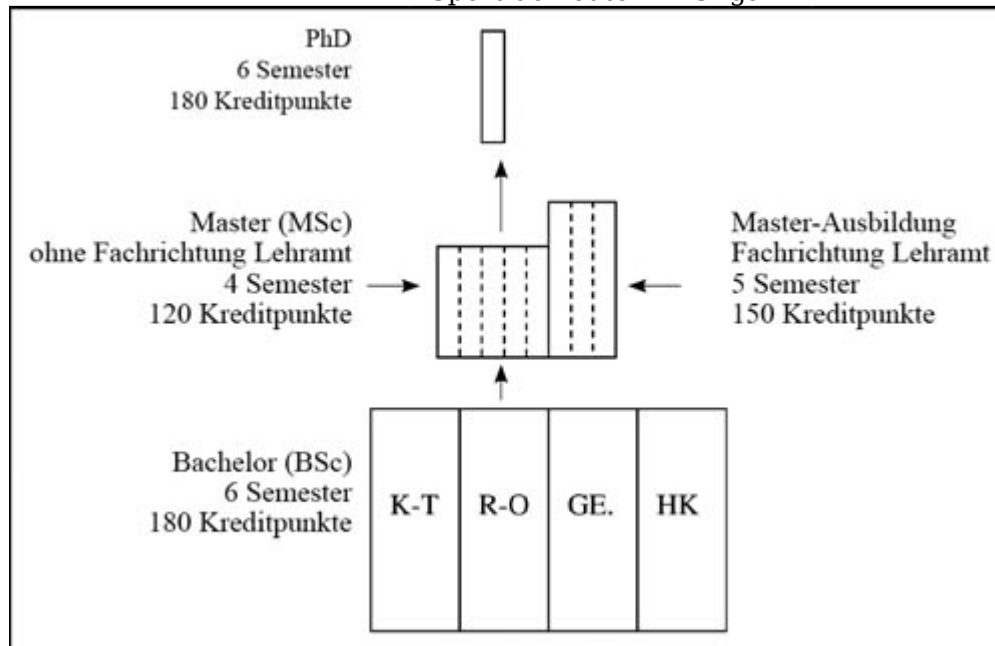 PhD
6 Semester
180 Kreditpunkte
Master (MSc)
ohne Fachrichtung Lehramt
4 Semester
120 Kreditpunkte
Master-Ausbildung
Fachrichtung Lehramt
5 Semester
150 Kreditpunkte
Bachelor (BSc)
6 Semester
180 Kreditpunkte
K-T
R-O
GE.
HK